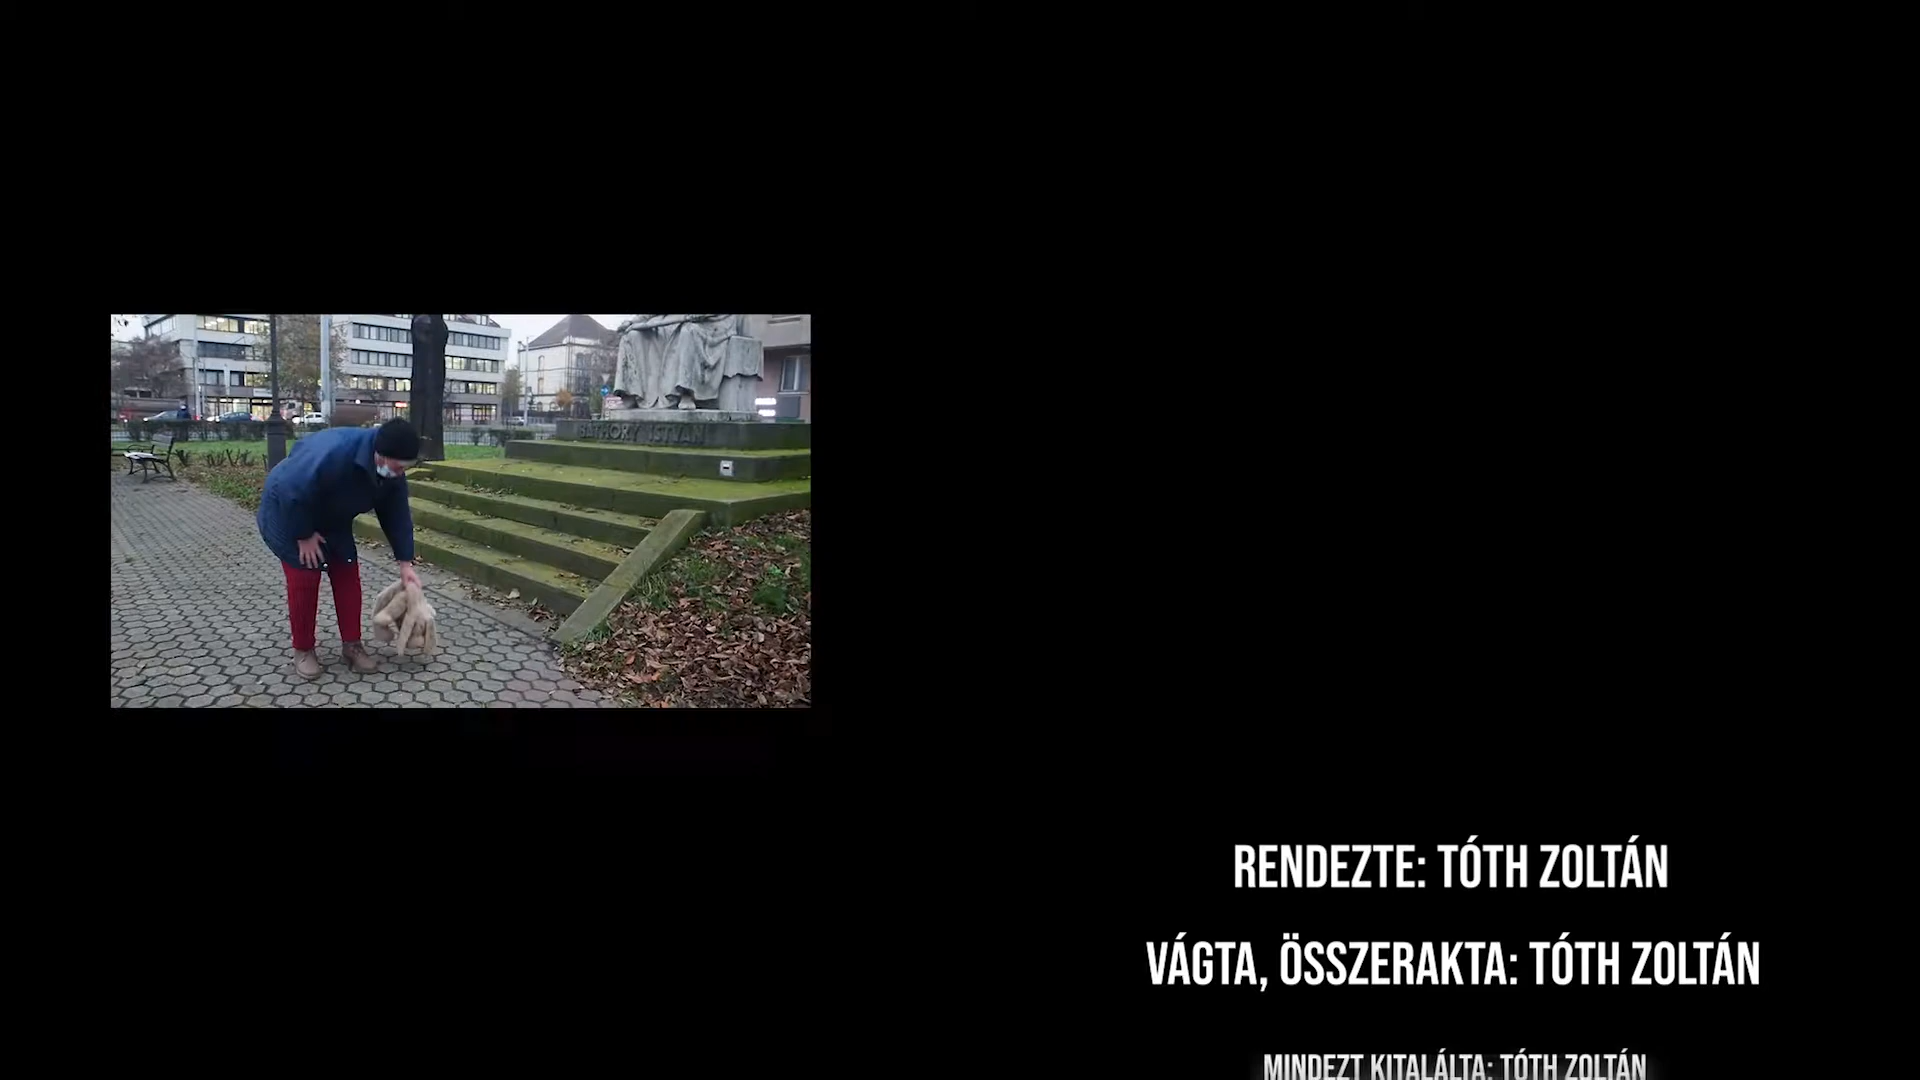 BÁTHORY ISTVÁN
RENDEZTE: TÓTH ZOLTÁN
VÁGTA, ÖSSZERAKTA: TÓTH ZOLTÁN
MINDEZT KITALÁLTA: TÓTH ZOLTÁN